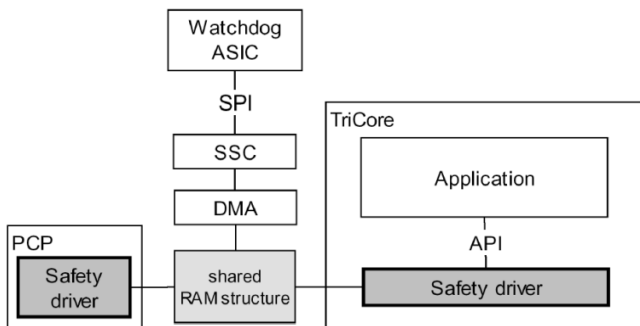 Watchdog
ASIC
SPI
TriCore
SSC
Application
DMA
PCP
API
Safety
driver
shared
RAM structure
Safety driver